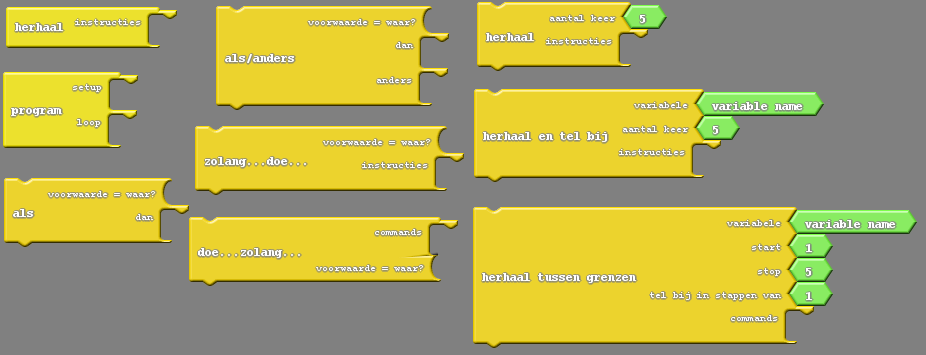 herhaal instructies
program setup
loop
als voorwaarde = waar?
dan
als/anders voorwaarde = waar?
dan
anders
zolang...doe... voorwaarde = waar?
instructies
doe...zolang... commands
voorwaarde = waar?
herhaal aantal keer 5
instructies
herhaal en tel bij variabele variable name
aantal keer 5
instructies
herhaal tussen grenzen variabele variable name
start 1
stop 5
tel bij in stappen van 1
commands